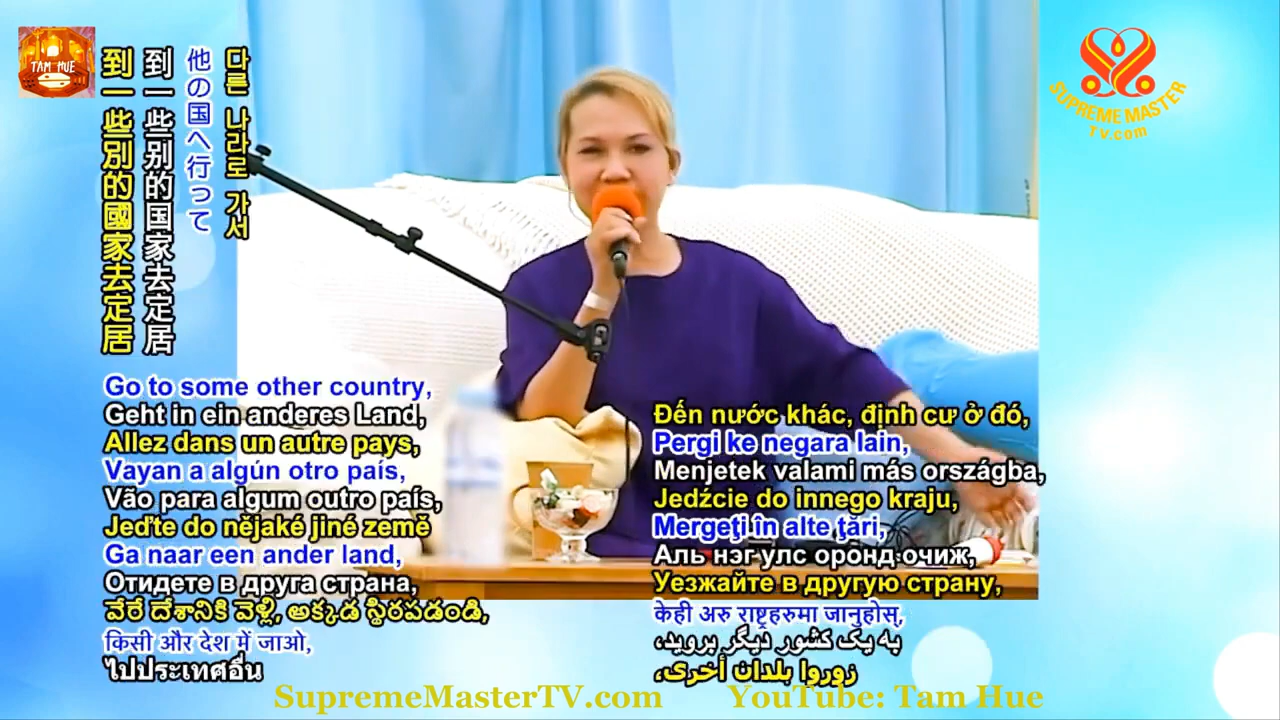 TAM HUE
到一些別的國家去定居
到一些别的国家去定居
他の国へ行って
다른 나라로 가서
SUPREME MASTER
TV.com
Go to some other country,
Geht in ein anderes Land,
Allez dans un autre pays,
Vayan a algún otro país,
Vão para algum outro país,
Jeďte do nějaké jiné země
Ga naar een ander land,
Отидете в друга страна,
వేరే దేశానికి వెళ్లి, అక్కడ స్థిరపడండి,
किसी और देश में जाओ,
ไปประเทศอื่น
Đến nước khác, định cư ở đó,
Pergi ke negara lain,
Menjetek valami más országba,
Jedźcie do innego kraju,
Mergeţi în alte ţări,
Аль нэг улс оронд очиж,
Уезжайте в другую страну,
केही अरु राष्ट्रहरुमा जानुहोस्,
به یک کشور دیگر بروید،
زوروا بلدان أخرى،
SupremeMasterTV.com
YouTube: Tam Hue